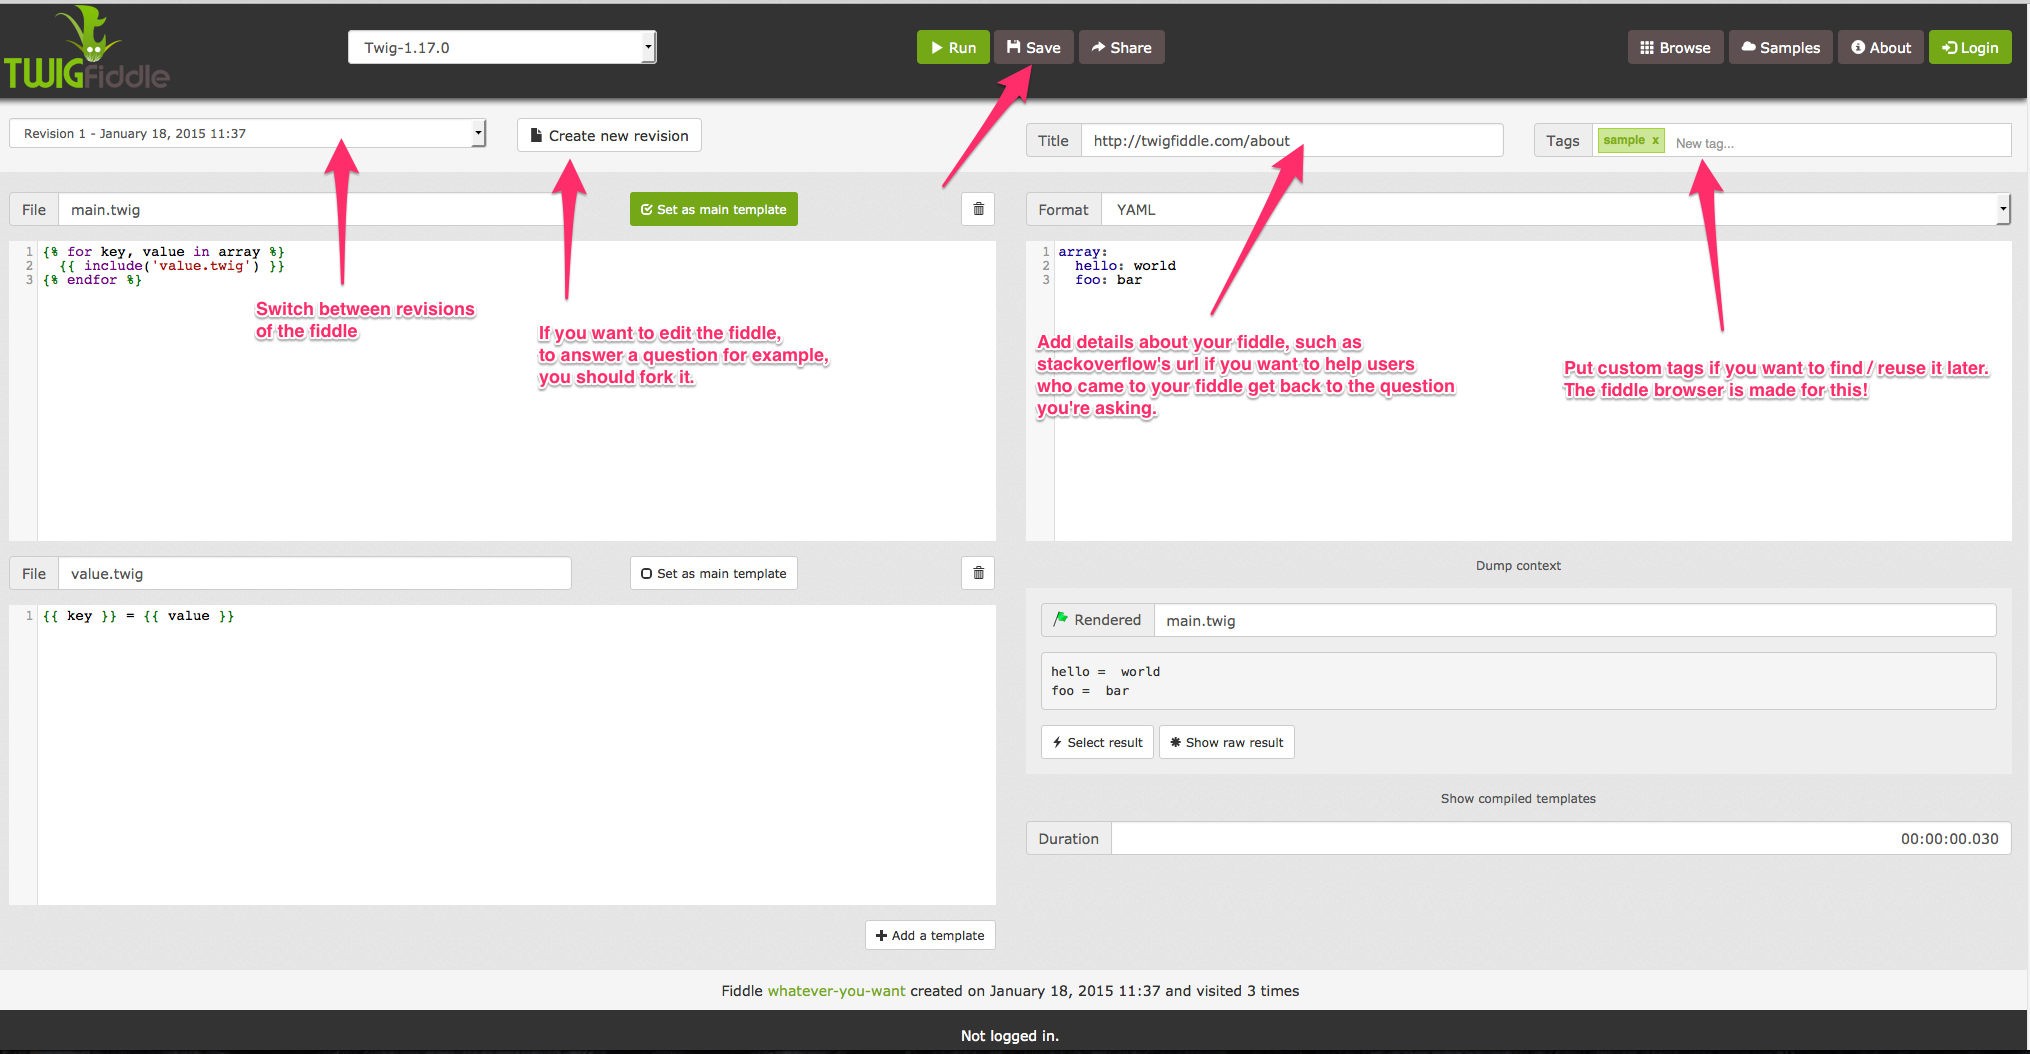 TWIGFiddle
Twig-1.17.0
Run
Save
Share
Browse
Samples
About
Login
Revision 1 - January 18, 2015 11:37
Create new revision
Title
http://twigfiddle.com/about
Tags
sample x
New tag...
File
main.twig
Set as main template
Format
YAML
1 {% for key, value in array %}
2   {{ include('value.twig') }}
3 {% endfor %}
1 array:
2   hello: world
3   foo: bar
Switch between revisions
of the fiddle
If you want to edit the fiddle,
to answer a question for example,
you should fork it.
Add details about your fiddle, such as
stackoverflow's url if you want to help users
who came to your fiddle get back to the question
you're asking.
Put custom tags if you want to find / reuse it later.
The fiddle browser is made for this!
File
value.twig
Set as main template
1 {{ key }} = {{ value }}
Dump context
Rendered
main.twig
hello =  world
foo =  bar
Select result
Show raw result
Show compiled templates
Duration
00:00:00.030
Add a template
Fiddle whatever-you-want created on January 18, 2015 11:37 and visited 3 times
Not logged in.